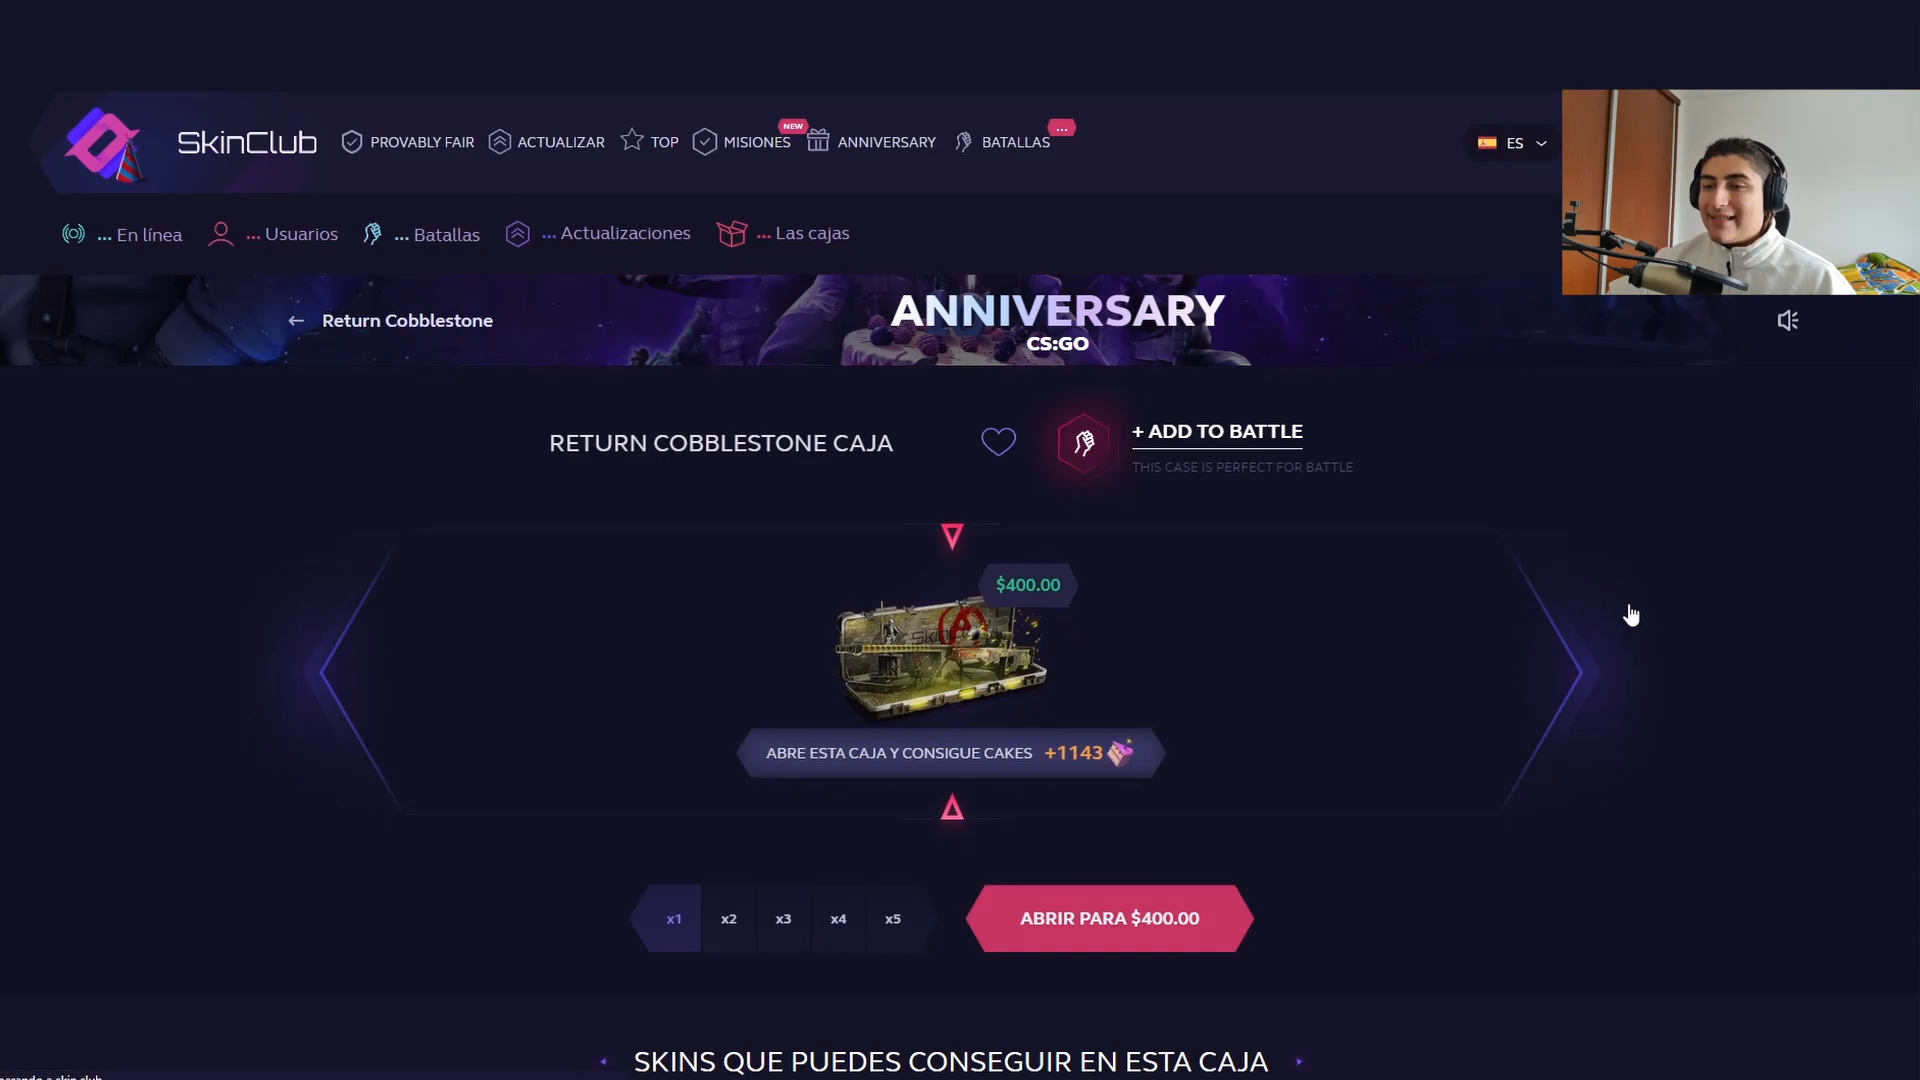 SkinClub
PROVABLY FAIR
ACTUALIZAR
TOP
MISIONES
NEW
ANNIVERSARY
BATALLAS
...
ES
... En línea
... Usuarios
... Batallas
... Actualizaciones
... Las cajas
← Return Cobblestone
ANNIVERSARY
CS:GO
RETURN COBBLESTONE CAJA
+ ADD TO BATTLE
THIS CASE IS PERFECT FOR BATTLE
$400.00
ABRE ESTA CAJA Y CONSIGUE CAKES +1143
x1 x2 x3 x4 x5
ABRIR PARA $400.00
SKINS QUE PUEDES CONSEGUIR EN ESTA CAJA